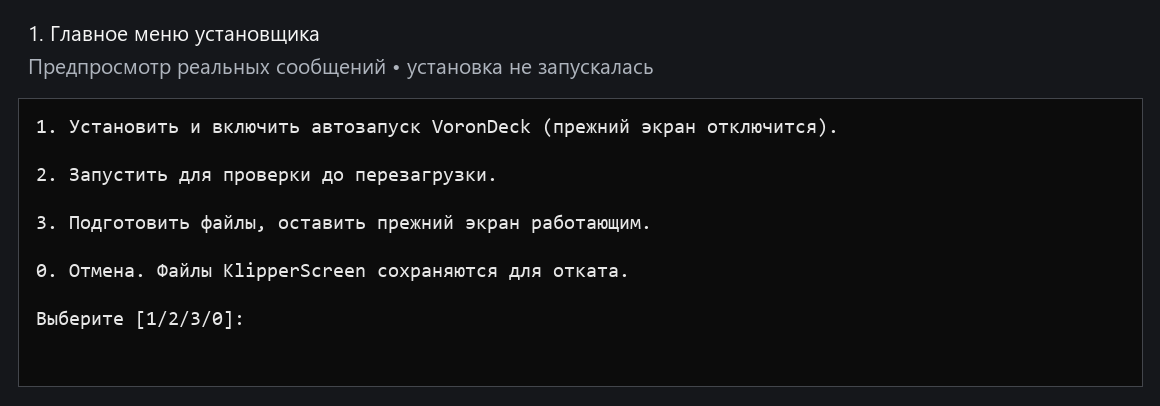 1. Главное меню установщика
Предпросмотр реальных сообщений • установка не запускалась
1. Установить и включить автозапуск VoronDeck (прежний экран отключится).
2. Запустить для проверки до перезагрузки.
3. Подготовить файлы, оставить прежний экран работающим.
0. Отмена. Файлы KlipperScreen сохраняются для отката.
Выберите [1/2/3/0]: